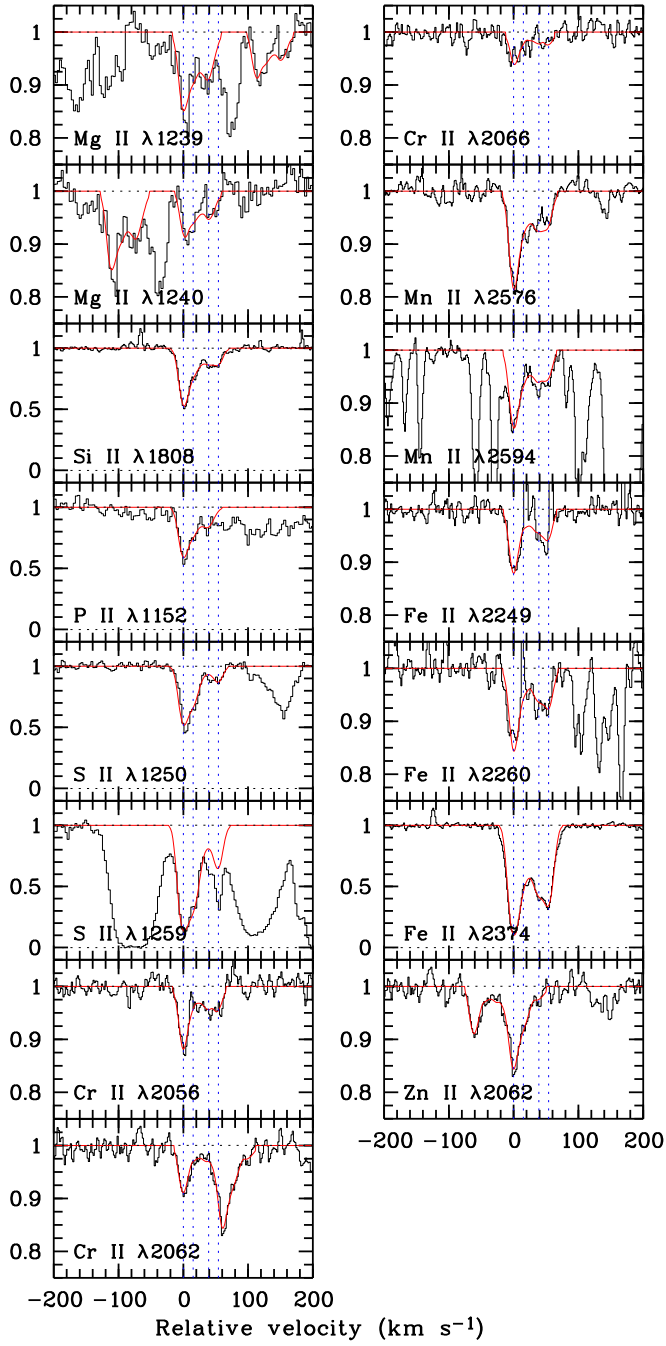 1
0.9
0.8
Mg II λ1239
1
0.9
0.8
Mg II λ1240
1
0.5
0
Si II λ1808
1
0.5
0
P II λ1152
1
0.5
0
S II λ1250
1
0.5
0
S II λ1259
1
0.9
0.8
Cr II λ2056
1
0.9
0.8
Cr II λ2062
-200 -100 0 100 200
1
0.9
0.8
Cr II λ2066
1
0.9
0.8
Mn II λ2576
1
0.9
0.8
Mn II λ2594
1
0.9
0.8
Fe II λ2249
1
0.9
0.8
Fe II λ2260
1
0.5
0
Fe II λ2374
1
0.9
0.8
Zn II λ2062
-200 -100 0 100 200
Relative velocity (km s⁻¹)